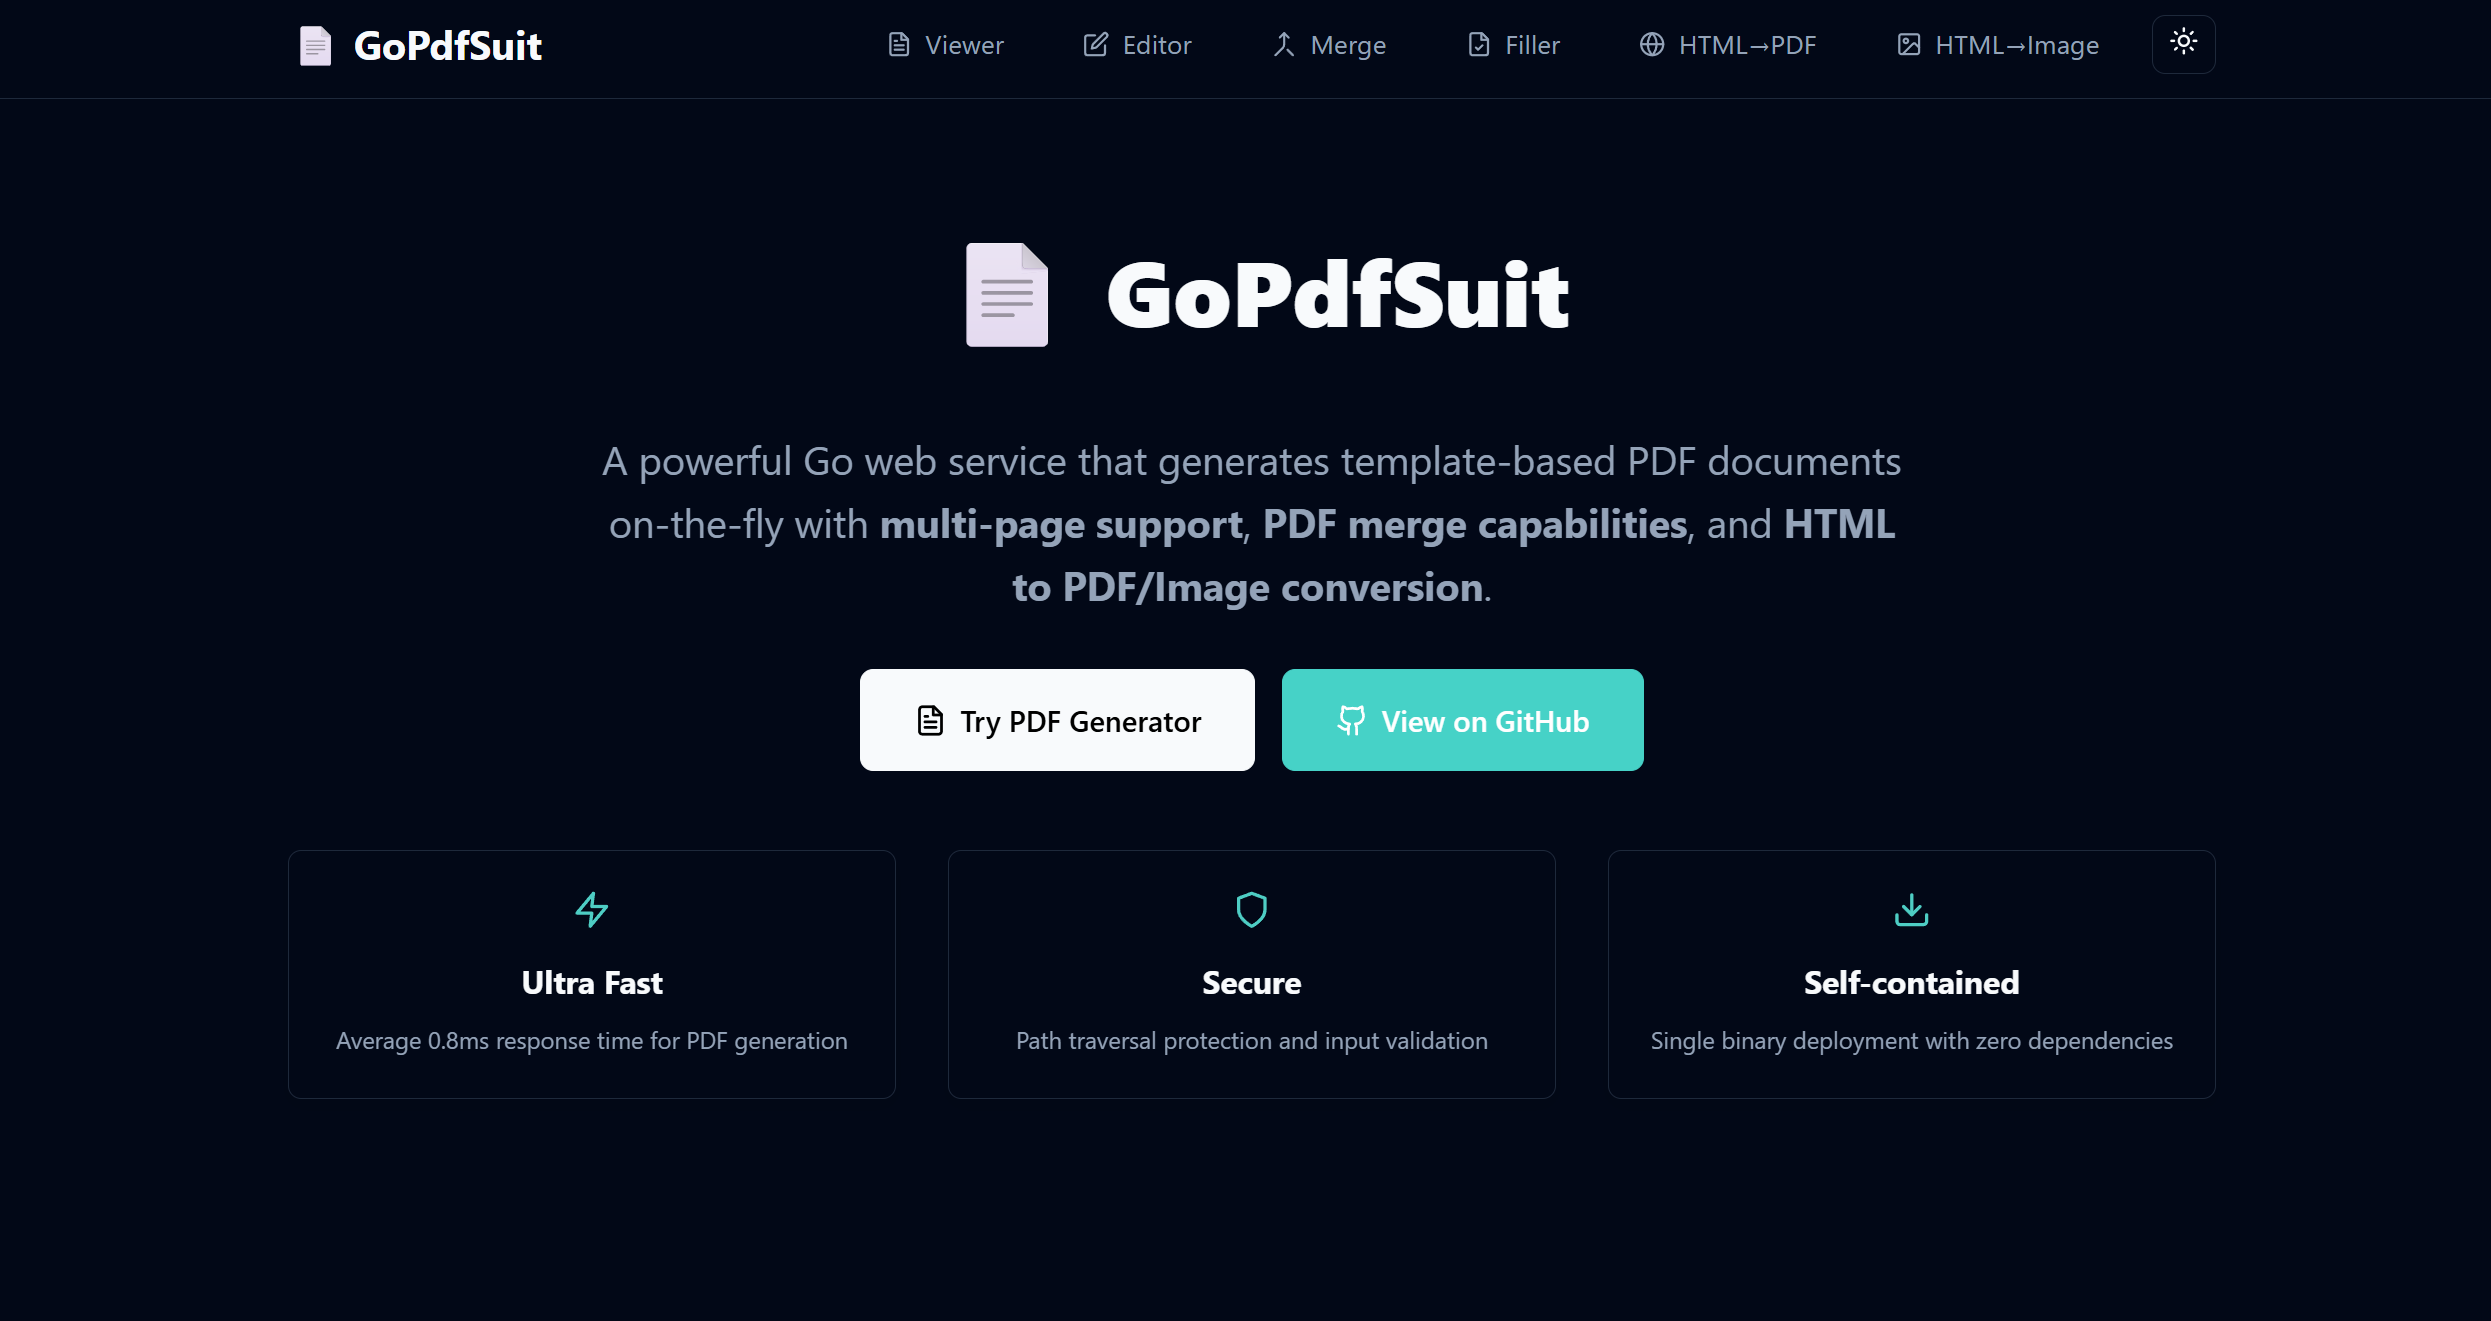 GoPdfSuit
Viewer
Editor
Merge
Filler
HTML→PDF
HTML→Image
GoPdfSuit
A powerful Go web service that generates template-based PDF documents
on-the-fly with multi-page support, PDF merge capabilities, and HTML
to PDF/Image conversion.
Try PDF Generator
View on GitHub
Ultra Fast
Average 0.8ms response time for PDF generation
Secure
Path traversal protection and input validation
Self-contained
Single binary deployment with zero dependencies